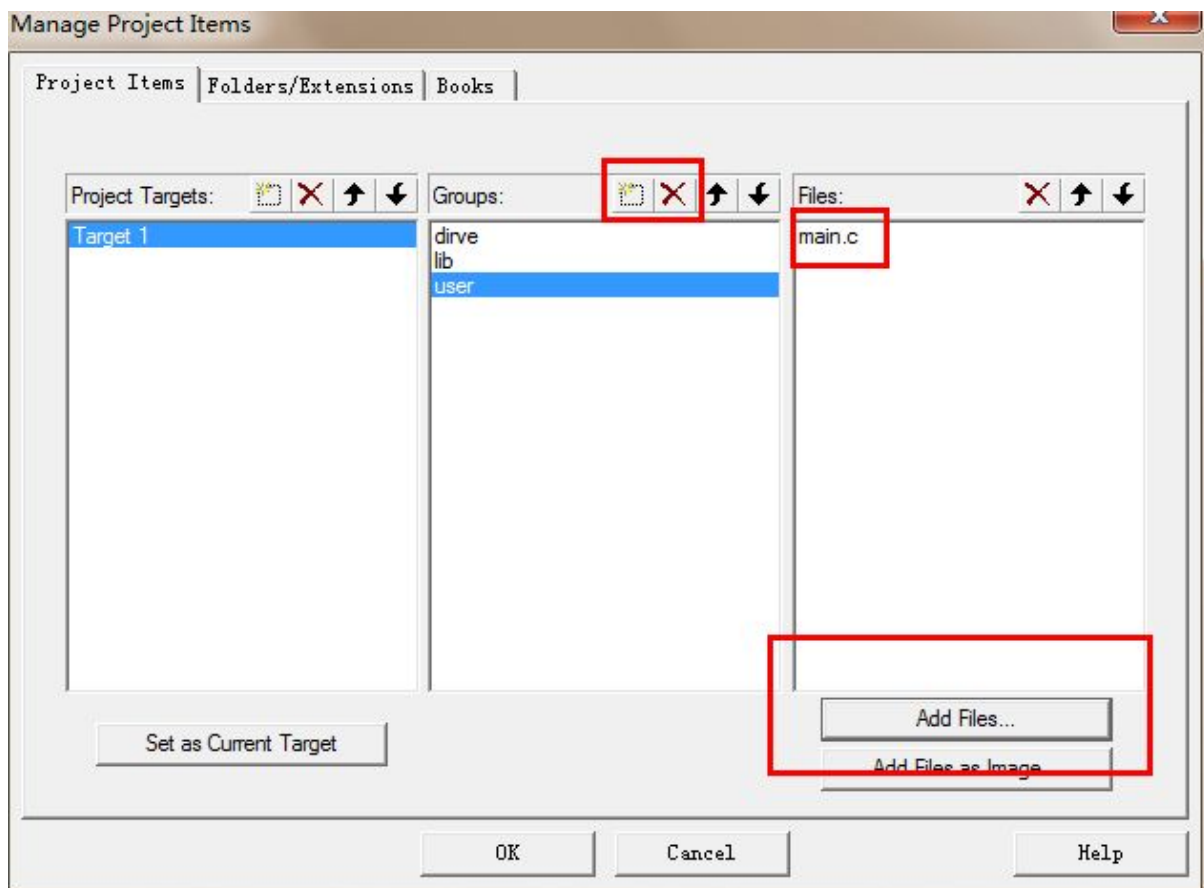 Manage Project Items
Project Items Folders/Extensions Books
Project Targets: Groups: Files:
Target 1 dirve main.c
lib
user
Add Files...
Set as Current Target
Add Files as Image
OK Cancel Help